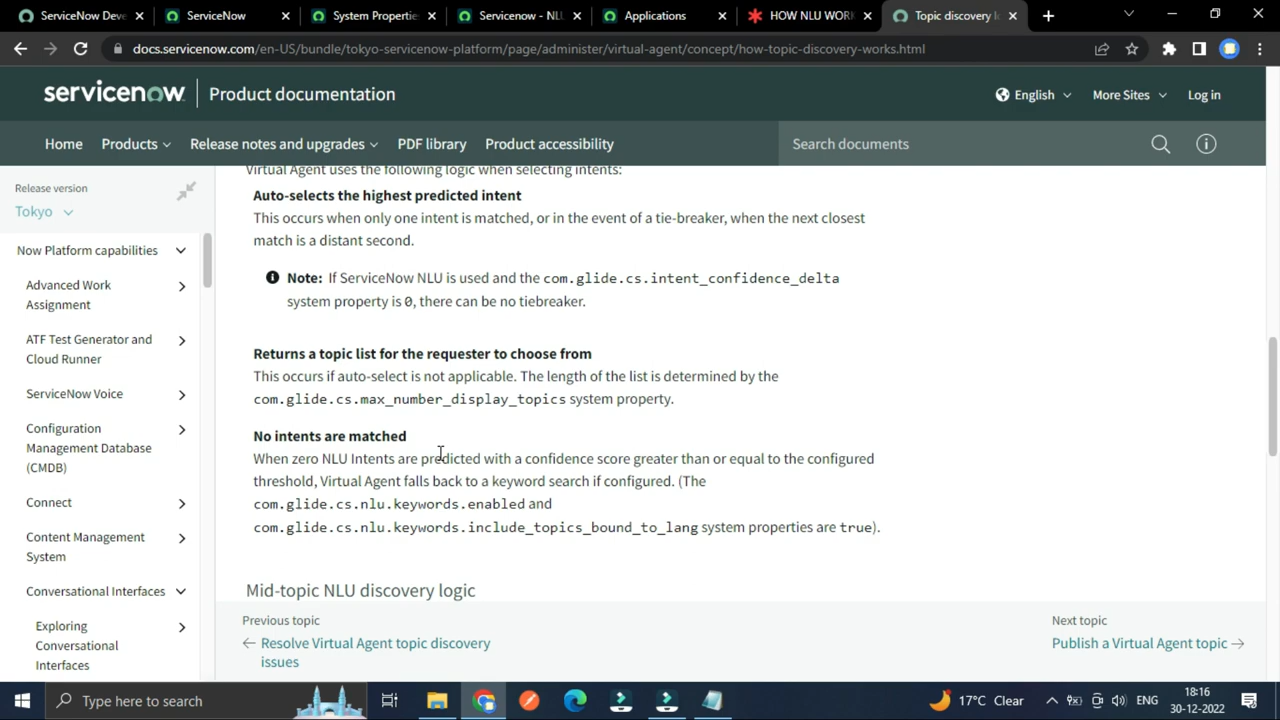 ServiceNow Deve
ServiceNow
System Propertie
Servicenow - NLU
Applications
HOW NLU WORK
Topic discovery l
docs.servicenow.com/en-US/bundle/tokyo-servicenow-platform/page/administer/virtual-agent/concept/how-topic-discovery-works.html
servicenow
Product documentation
English
More Sites
Log in
Home
Products
Release notes and upgrades
PDF library
Product accessibility
Search documents
Release version
Tokyo
Now Platform capabilities
Advanced Work
Assignment
ATF Test Generator and
Cloud Runner
ServiceNow Voice
Configuration
Management Database
(CMDB)
Connect
Content Management
System
Conversational Interfaces
Exploring
Conversational
Interfaces
Virtual Agent uses the following logic when selecting intents:
Auto-selects the highest predicted intent
This occurs when only one intent is matched, or in the event of a tie-breaker, when the next closest
match is a distant second.
Note: If ServiceNow NLU is used and the com.glide.cs.intent_confidence_delta
system property is 0, there can be no tiebreaker.
Returns a topic list for the requester to choose from
This occurs if auto-select is not applicable. The length of the list is determined by the
com.glide.cs.max_number_display_topics system property.
No intents are matched
When zero NLU Intents are predicted with a confidence score greater than or equal to the configured
threshold, Virtual Agent falls back to a keyword search if configured. (The
com.glide.cs.nlu.keywords.enabled and
com.glide.cs.nlu.keywords.include_topics_bound_to_lang system properties are true).
Mid-topic NLU discovery logic
Previous topic
← Resolve Virtual Agent topic discovery
issues
Next topic
Publish a Virtual Agent topic →
Type here to search
17°C Clear
ENG
18:16
30-12-2022